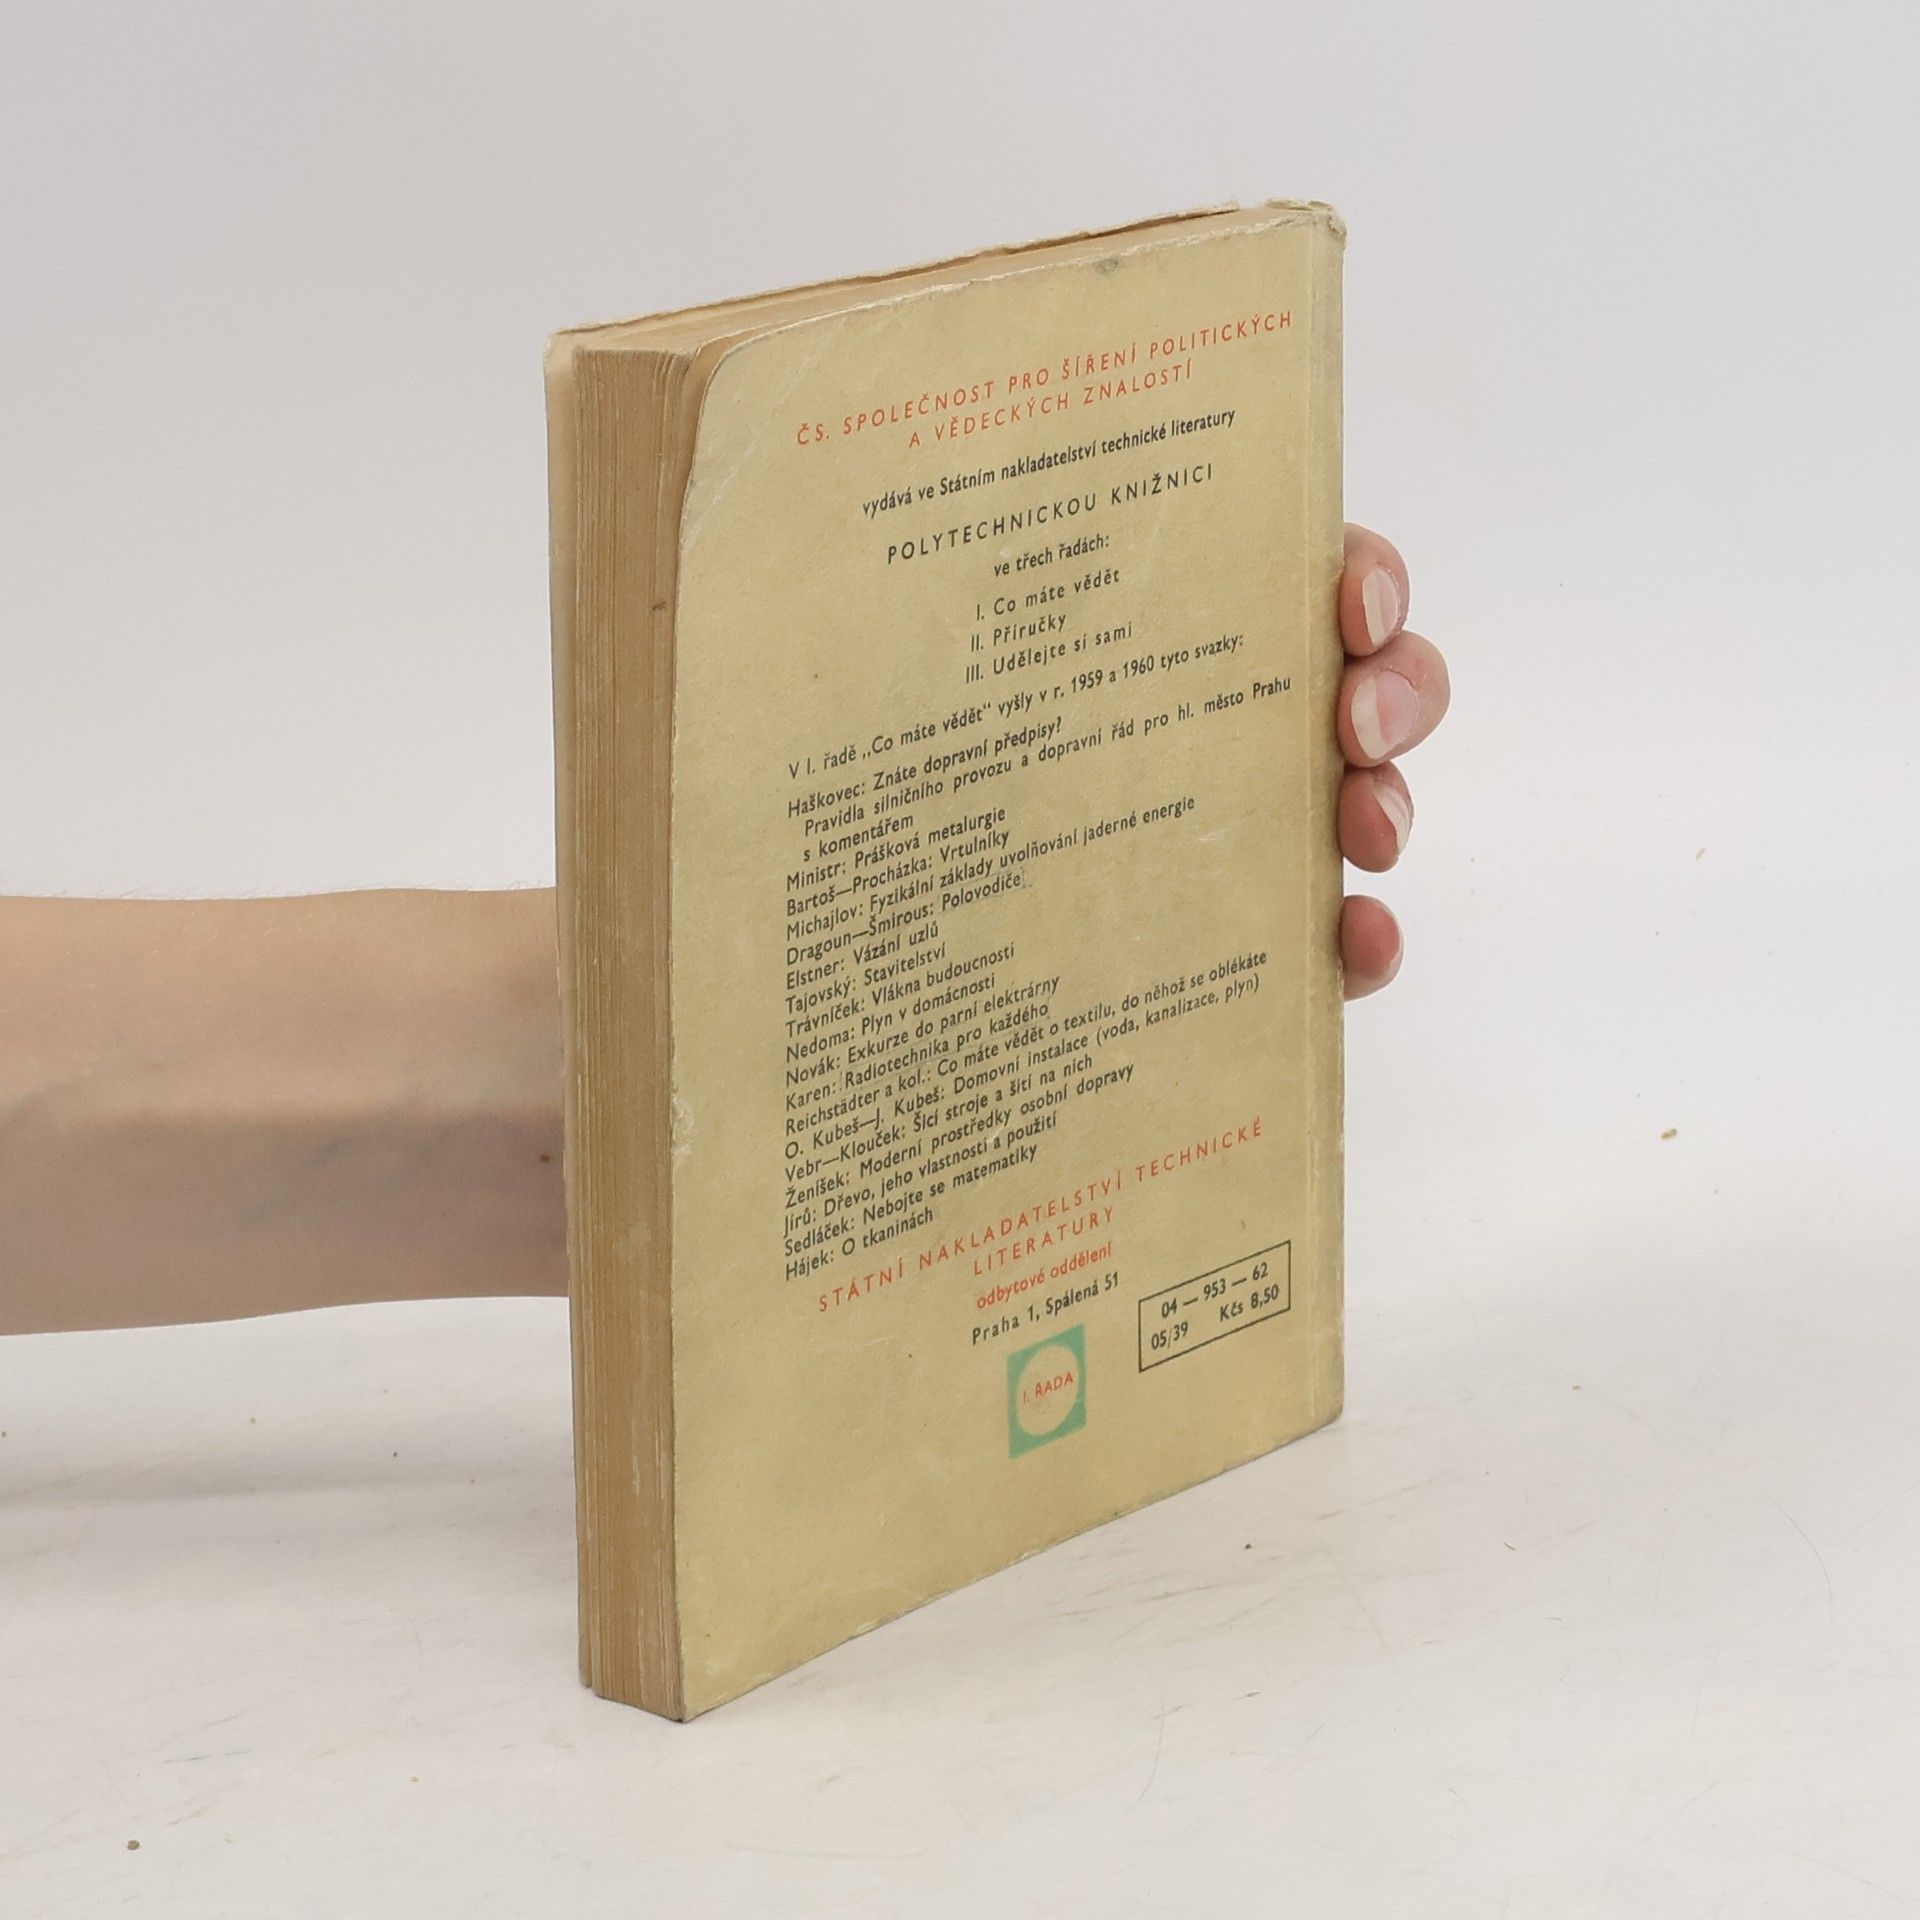 ČS. SPOLEČNOST PRO ŠÍŘENÍ POLITICKÝCH
A VĚDECKÝCH ZNALOSTÍ
vydává ve Státním nakladatelství technické literatury
POLYTECHNICKOU KNIŽNICI
ve třech řadách:
I. Co máte vědět
II. Příručky
III. Udělejte si sami
V I. řadě „Co máte vědět“ vyšly v r. 1959 a 1960 tyto svazky:
Haškovec: Znáte dopravní předpisy?
Pravidla silničního provozu a dopravní řád pro hl. město Prahu
s komentářem
Ministr: Prášková metalurgie
Bartoš—Procházka: Vrtulníky
Michajlov: Fyzikální základy uvolňování jaderné energie
Dragoun—Šmirous: Polovodiče
Elstner: Vázání uzlů
Tajovský: Stavitelství
Trávníček: Vlákna budoucnosti
Nedoma: Plyn v domácnosti
Novák: Exkurze do parní elektrárny
Karen: Radiotechnika pro každého
Reichstädter a kol.: Co máte vědět o textilu, do něhož se oblékáte
O. Kubeš—J. Kubeš: Domovní instalace (voda, kanalizace, plyn)
Vebr—Klouček: Šicí stroje a šití na nich
Ženíšek: Moderní prostředky osobní dopravy
Jírů: Dřevo, jeho vlastnosti a použití
Sedláček: Nebojte se matematiky
Hájek: O tkaninách
STÁTNÍ NAKLADATELSTVÍ TECHNICKÉ
LITERATURY
odbytové oddělení
Praha 1, Spálená 51
04 — 953 — 62
05/39 Kčs 8,50
I. ŘADA